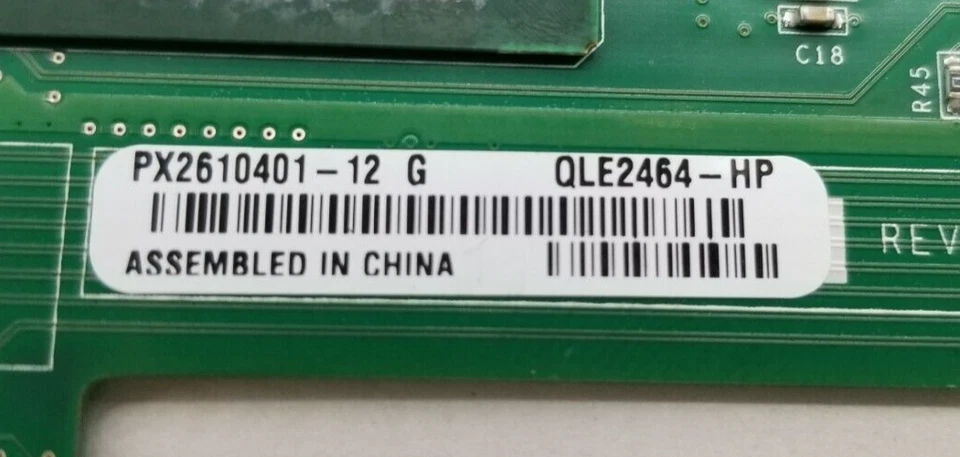 C18
R45
PX2610401-12 G QLE2464-HP
ASSEMBLED IN CHINA
REV